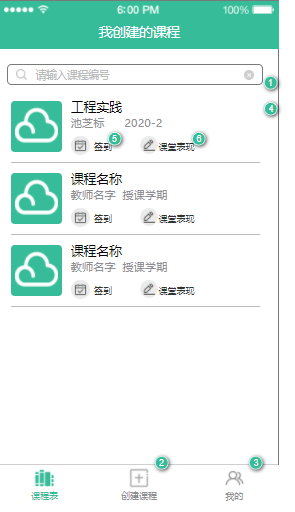 6:00 PM 100%
我创建的课程
请输入课程编号
1
工程实践
4
池芝标 2020-2
签到 5 课堂表现 6
课程名称
教师名字 授课学期
签到 课堂表现
课程名称
教师名字 授课学期
签到 课堂表现
2 3
课程表 创建课程 我的